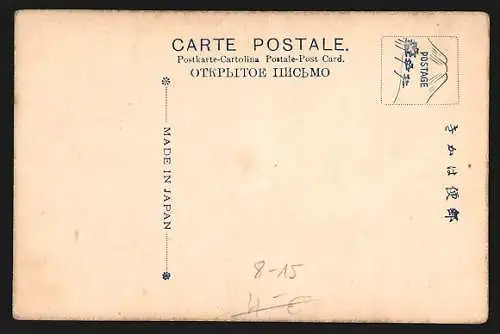 CARTE POSTALE.
Postkarte-Cartolina Postale-Post Card.
ОТКРЫТОЕ ПИСЬМО
POSTAGE
MADE IN JAPAN
きかは便郵
8-15
4-€